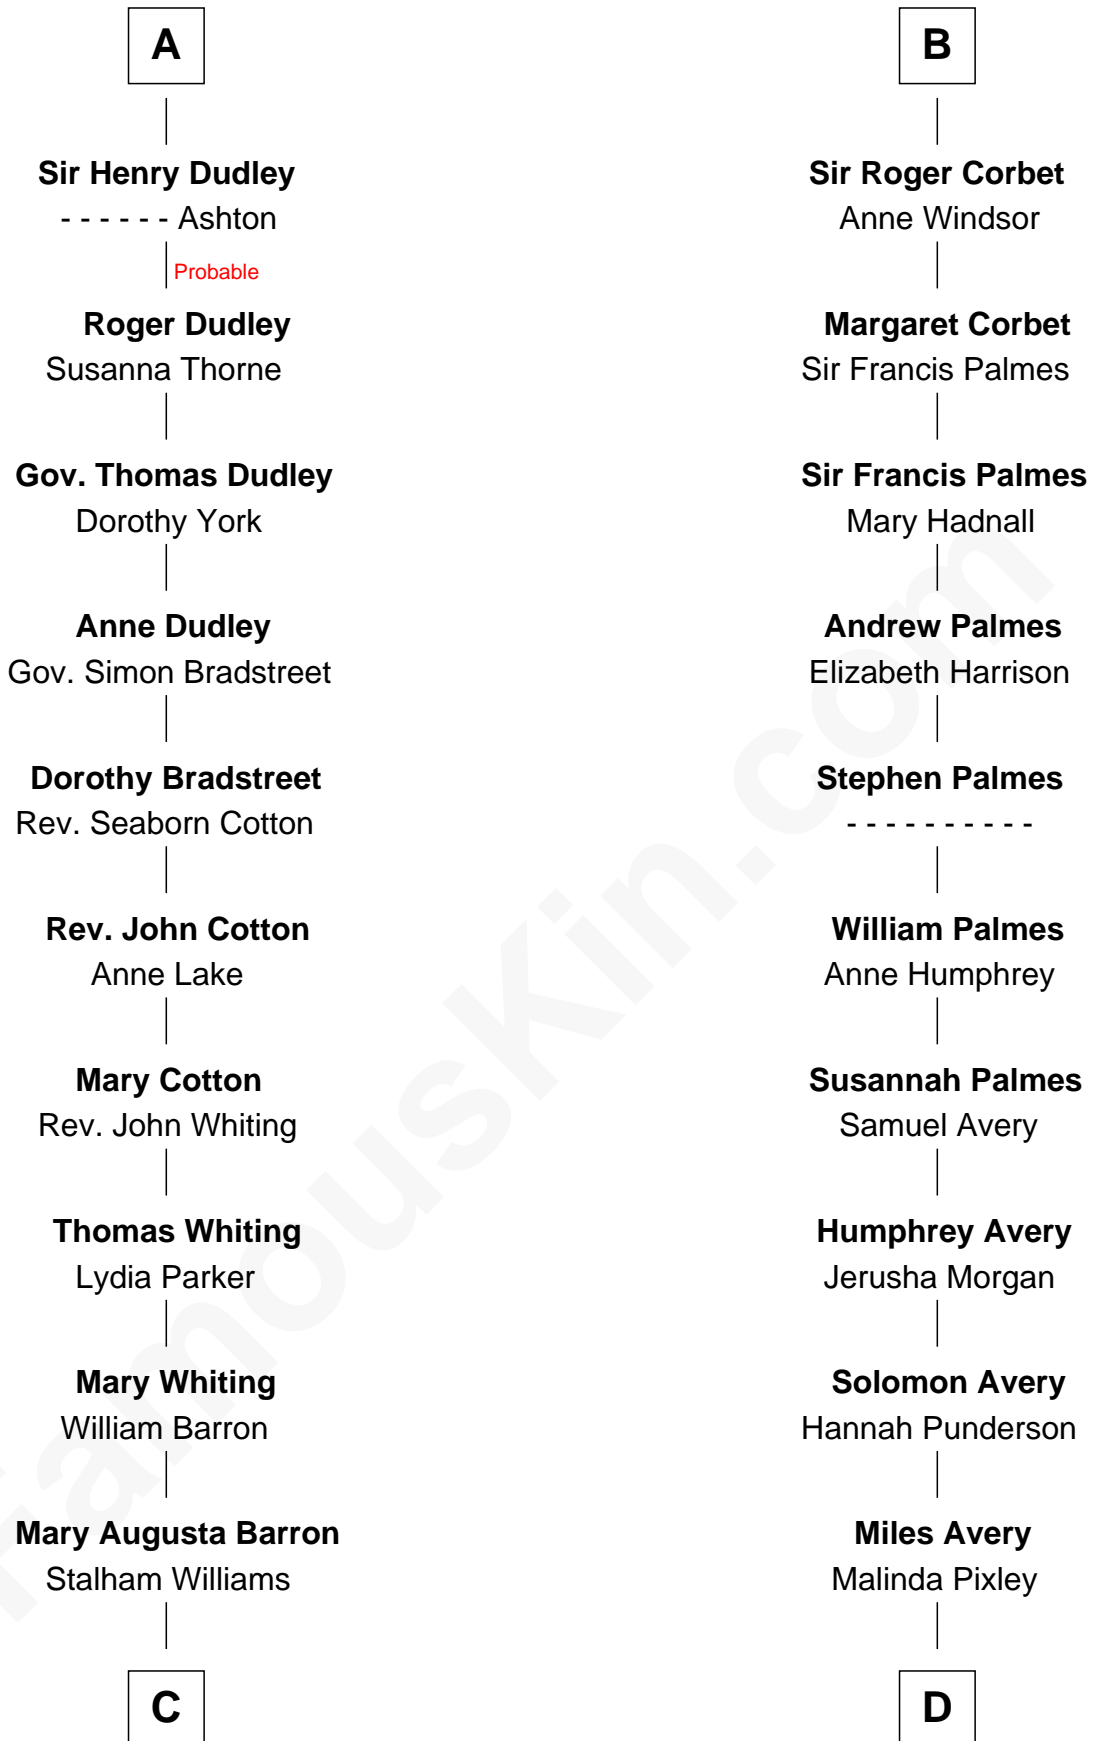 A
Sir Henry Dudley
- - - - - - Ashton
Probable
Roger Dudley
Susanna Thorne
Gov. Thomas Dudley
Dorothy York
Anne Dudley
Gov. Simon Bradstreet
Dorothy Bradstreet
Rev. Seaborn Cotton
Rev. John Cotton
Anne Lake
Mary Cotton
Rev. John Whiting
Thomas Whiting
Lydia Parker
Mary Whiting
William Barron
Mary Augusta Barron
Stalham Williams
C
B
Sir Roger Corbet
Anne Windsor
Margaret Corbet
Sir Francis Palmes
Sir Francis Palmes
Mary Hadnall
Andrew Palmes
Elizabeth Harrison
Stephen Palmes
- - - - - - - - - -
William Palmes
Anne Humphrey
Susannah Palmes
Samuel Avery
Humphrey Avery
Jerusha Morgan
Solomon Avery
Hannah Punderson
Miles Avery
Malinda Pixley
D
FamousKin.com